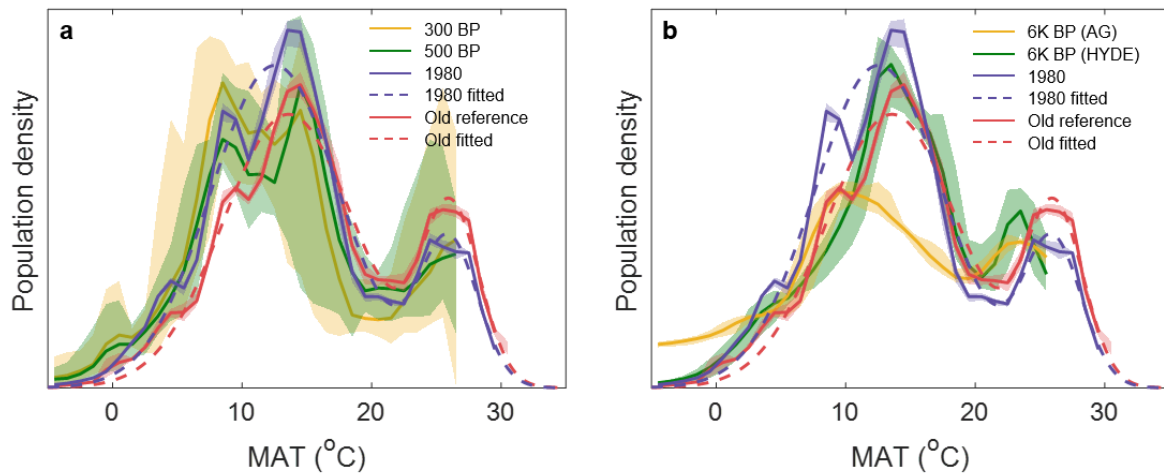 a
300 BP
500 BP
1980
1980 fitted
Old reference
Old fitted
Population density
0 10 20 30
MAT (°C)
b
6K BP (AG)
6K BP (HYDE)
1980
1980 fitted
Old reference
Old fitted
Population density
0 10 20 30
MAT (°C)